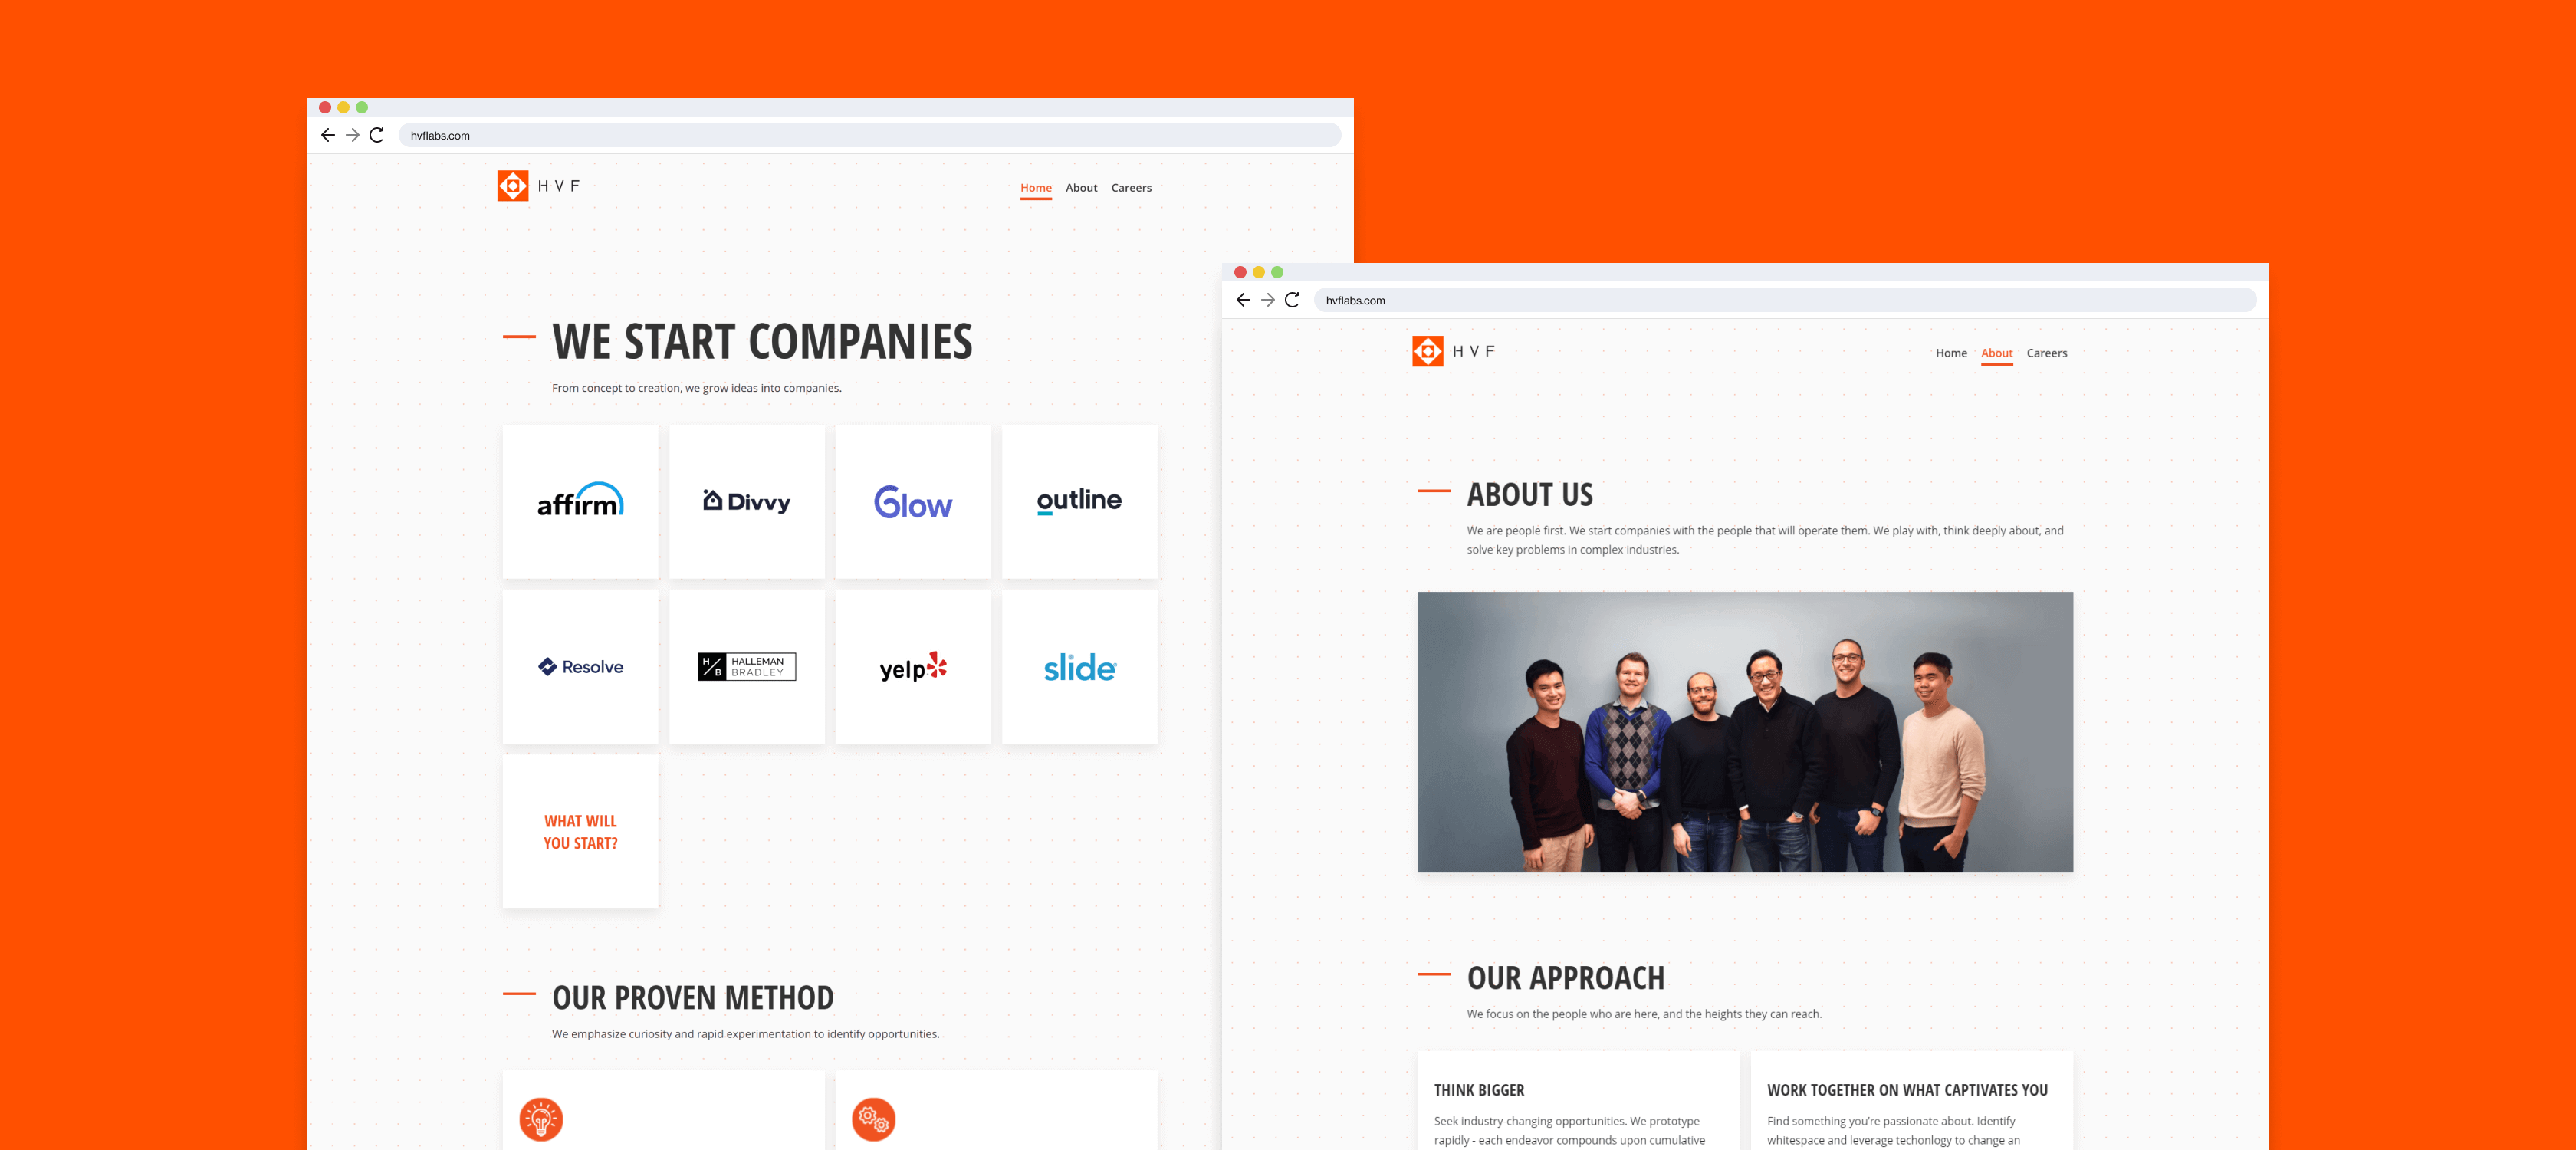 hvflabs.com
HVF
Home About Careers
WE START COMPANIES
From concept to creation, we grow ideas into companies.
affirm
Divvy
Glow
outline
Resolve
H/B HALLEMAN
BRADLEY
yelp
slide
WHAT WILL
YOU START?
OUR PROVEN METHOD
We emphasize curiosity and rapid experimentation to identify opportunities.
hvflabs.com
HVF
Home About Careers
ABOUT US
We are people first. We start companies with the people that will operate them. We play with, think deeply about, and
solve key problems in complex industries.
OUR APPROACH
We focus on the people who are here, and the heights they can reach.
THINK BIGGER
Seek industry-changing opportunities. We prototype
rapidly - each endeavor compounds upon cumulative
WORK TOGETHER ON WHAT CAPTIVATES YOU
Find something you're passionate about. Identify
whitespace and leverage techonlogy to change an